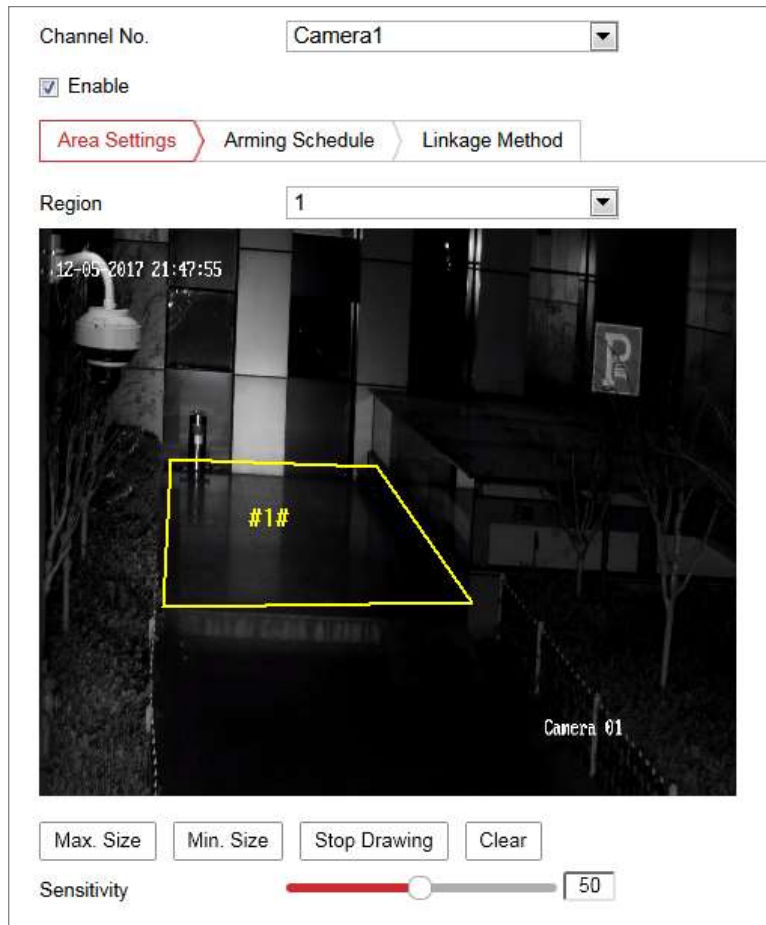 Channel No. Camera1
Enable
Area Settings Arming Schedule Linkage Method
Region 1
12-05-2017 21:47:55
P
#1#
Camera 01
Max. Size Min. Size Stop Drawing Clear
Sensitivity 50